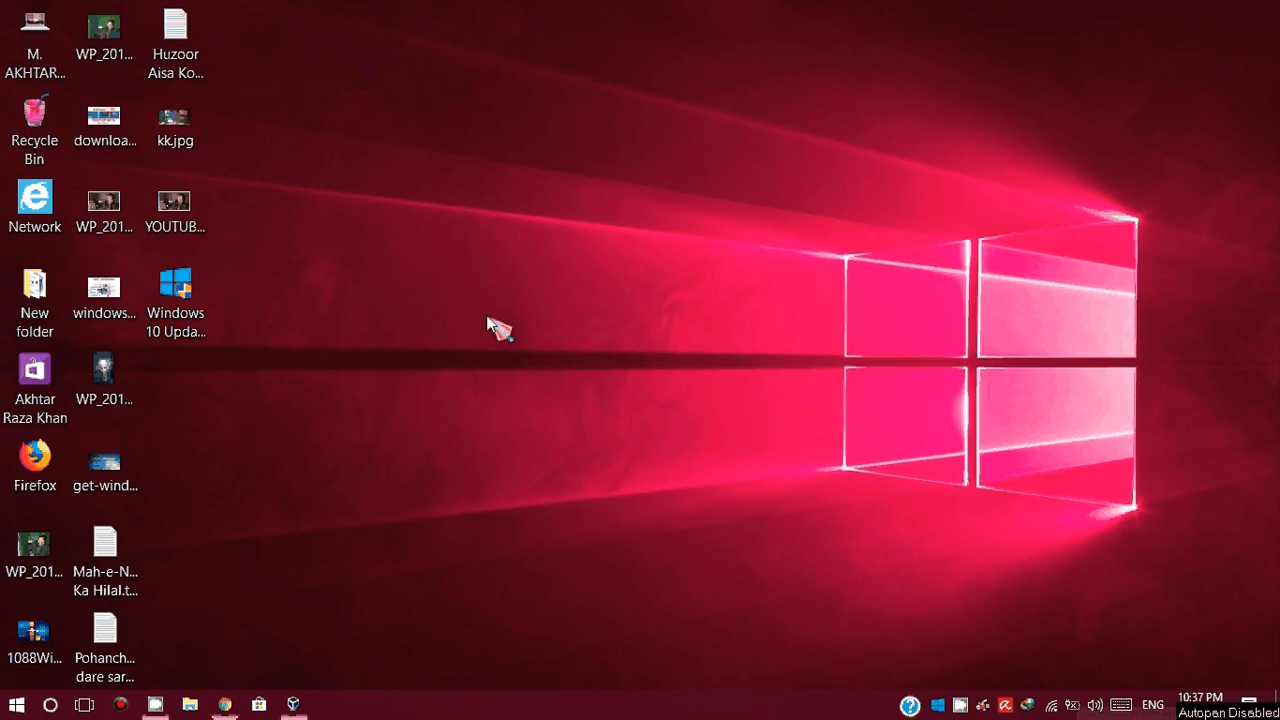 M.
AKHTAR...
WP_201...
Huzoor
Aisa Ko...
Recycle
Bin
downloa...
kk.jpg
Network
WP_201...
YOUTUB...
New
folder
windows...
Windows
10 Upda...
Akhtar
Raza Khan
WP_201...
Firefox
get-wind...
WP_201...
Mah-e-N...
Ka Hilal.t...
1088Wi...
Pohanch...
dare sar...
ENG
10:37 PM
Autopan Disabled